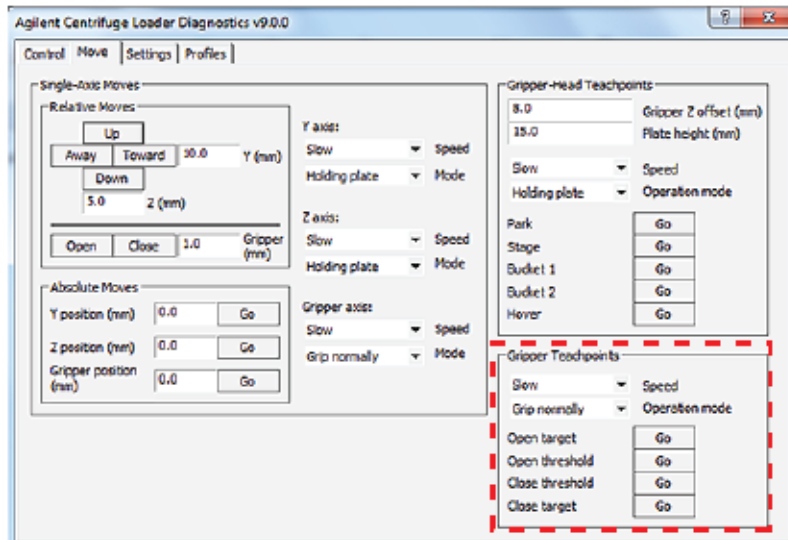 Agilent Centrifuge Loader Diagnostics v9.0.0
Control Move Settings Profiles
Single-Axis Moves
Relative Moves
Up
Away Toward 10.0 Y (mm)
Down
5.0 Z (mm)
Open Close 1.0 Gripper (mm)
Absolute Moves
Y position (mm) 0.0 Go
Z position (mm) 0.0 Go
Gripper position (mm) 0.0 Go
Y axis:
Slow Speed
Holding plate Mode
Z axis:
Slow Speed
Holding plate Mode
Gripper axis:
Slow Speed
Grip normally Mode
Gripper-Head Teachpoints
8.0 Gripper Z offset (mm)
15.0 Plate height (mm)
Slow Speed
Holding plate Operation mode
Park Go
Stage Go
Bucket 1 Go
Bucket 2 Go
Hover Go
Gripper Teachpoints
Slow Speed
Grip normally Operation mode
Open target Go
Open threshold Go
Close threshold Go
Close target Go